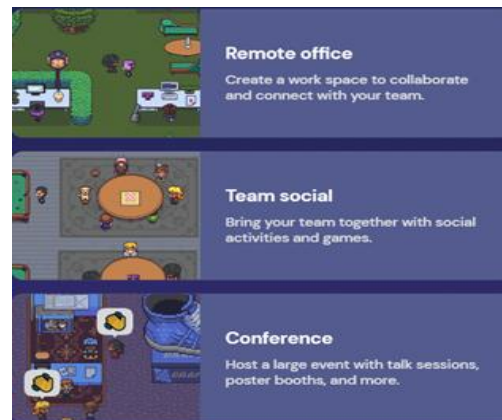 Remote office
Create a work space to collaborate
and connect with your team.
Team social
Bring your team together with social
activities and games.
Conference
Host a large event with talk sessions,
poster booths, and more.